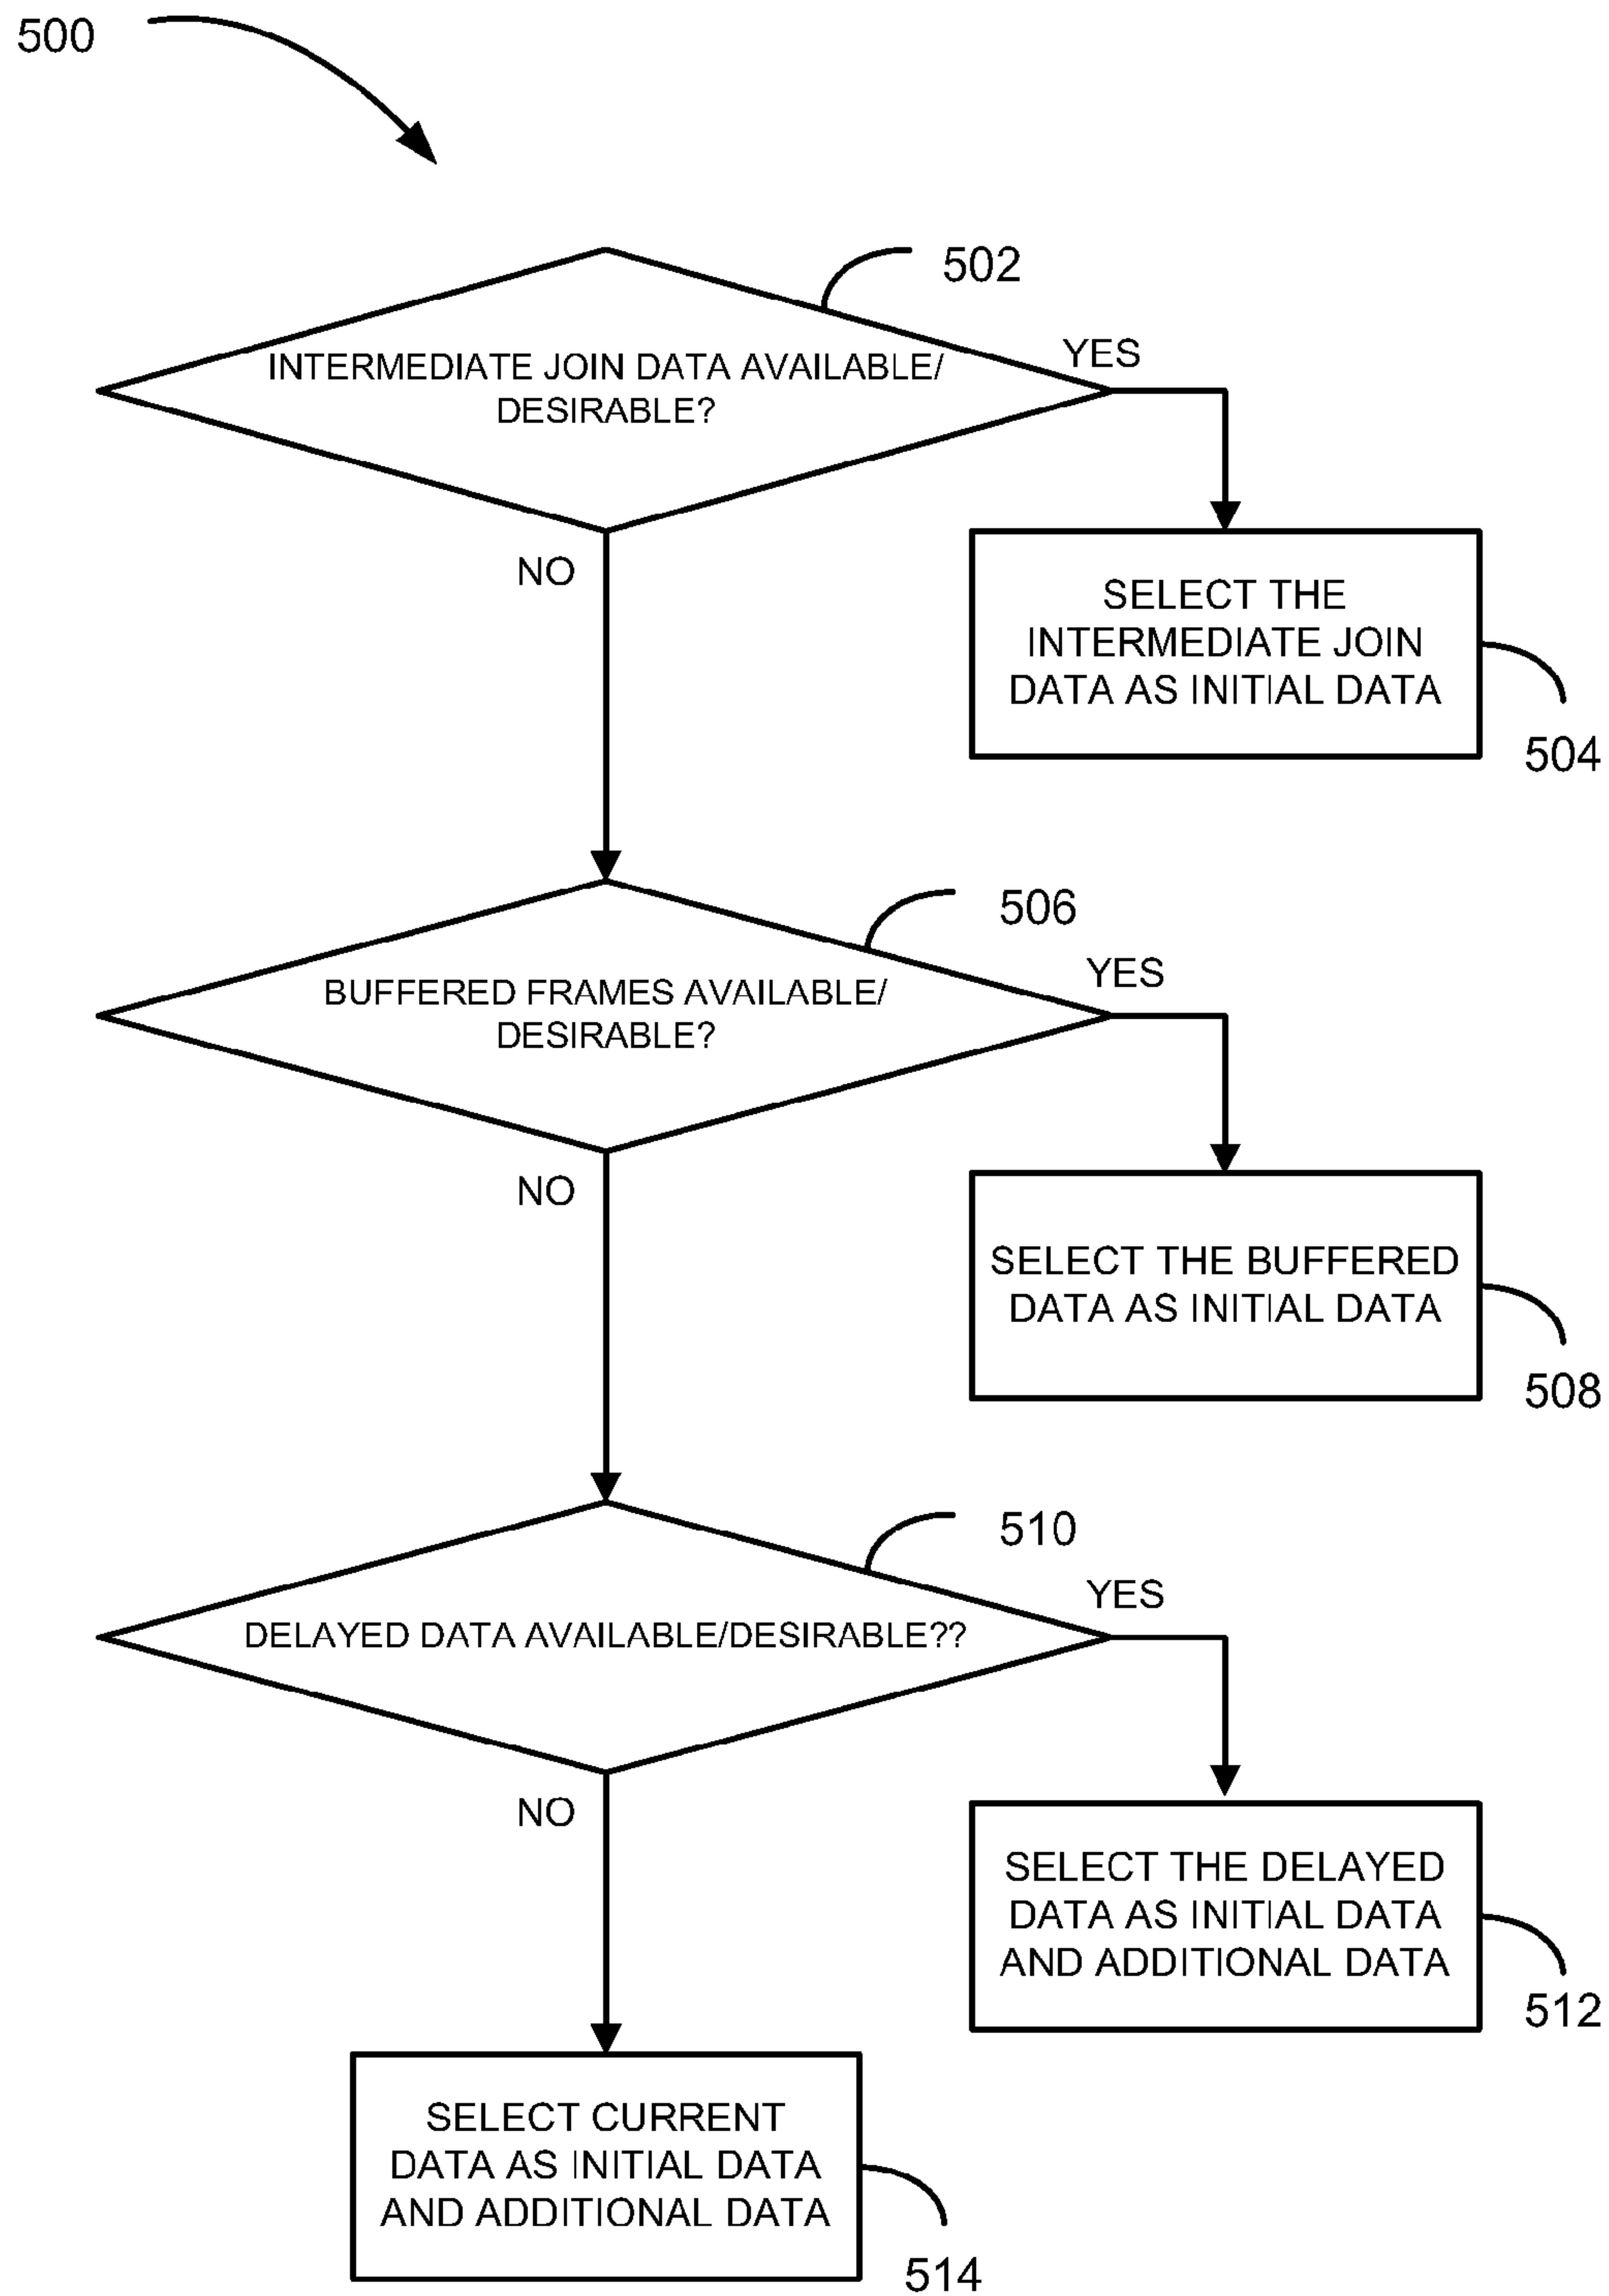 500
502
INTERMEDIATE JOIN DATA AVAILABLE/
DESIRABLE?
YES
NO
SELECT THE
INTERMEDIATE JOIN
DATA AS INITIAL DATA
504
506
BUFFERED FRAMES AVAILABLE/
DESIRABLE?
YES
NO
SELECT THE BUFFERED
DATA AS INITIAL DATA
508
510
DELAYED DATA AVAILABLE/DESIRABLE??
YES
NO
SELECT THE DELAYED
DATA AS INITIAL DATA
AND ADDITIONAL DATA
512
SELECT CURRENT
DATA AS INITIAL DATA
AND ADDITIONAL DATA
514